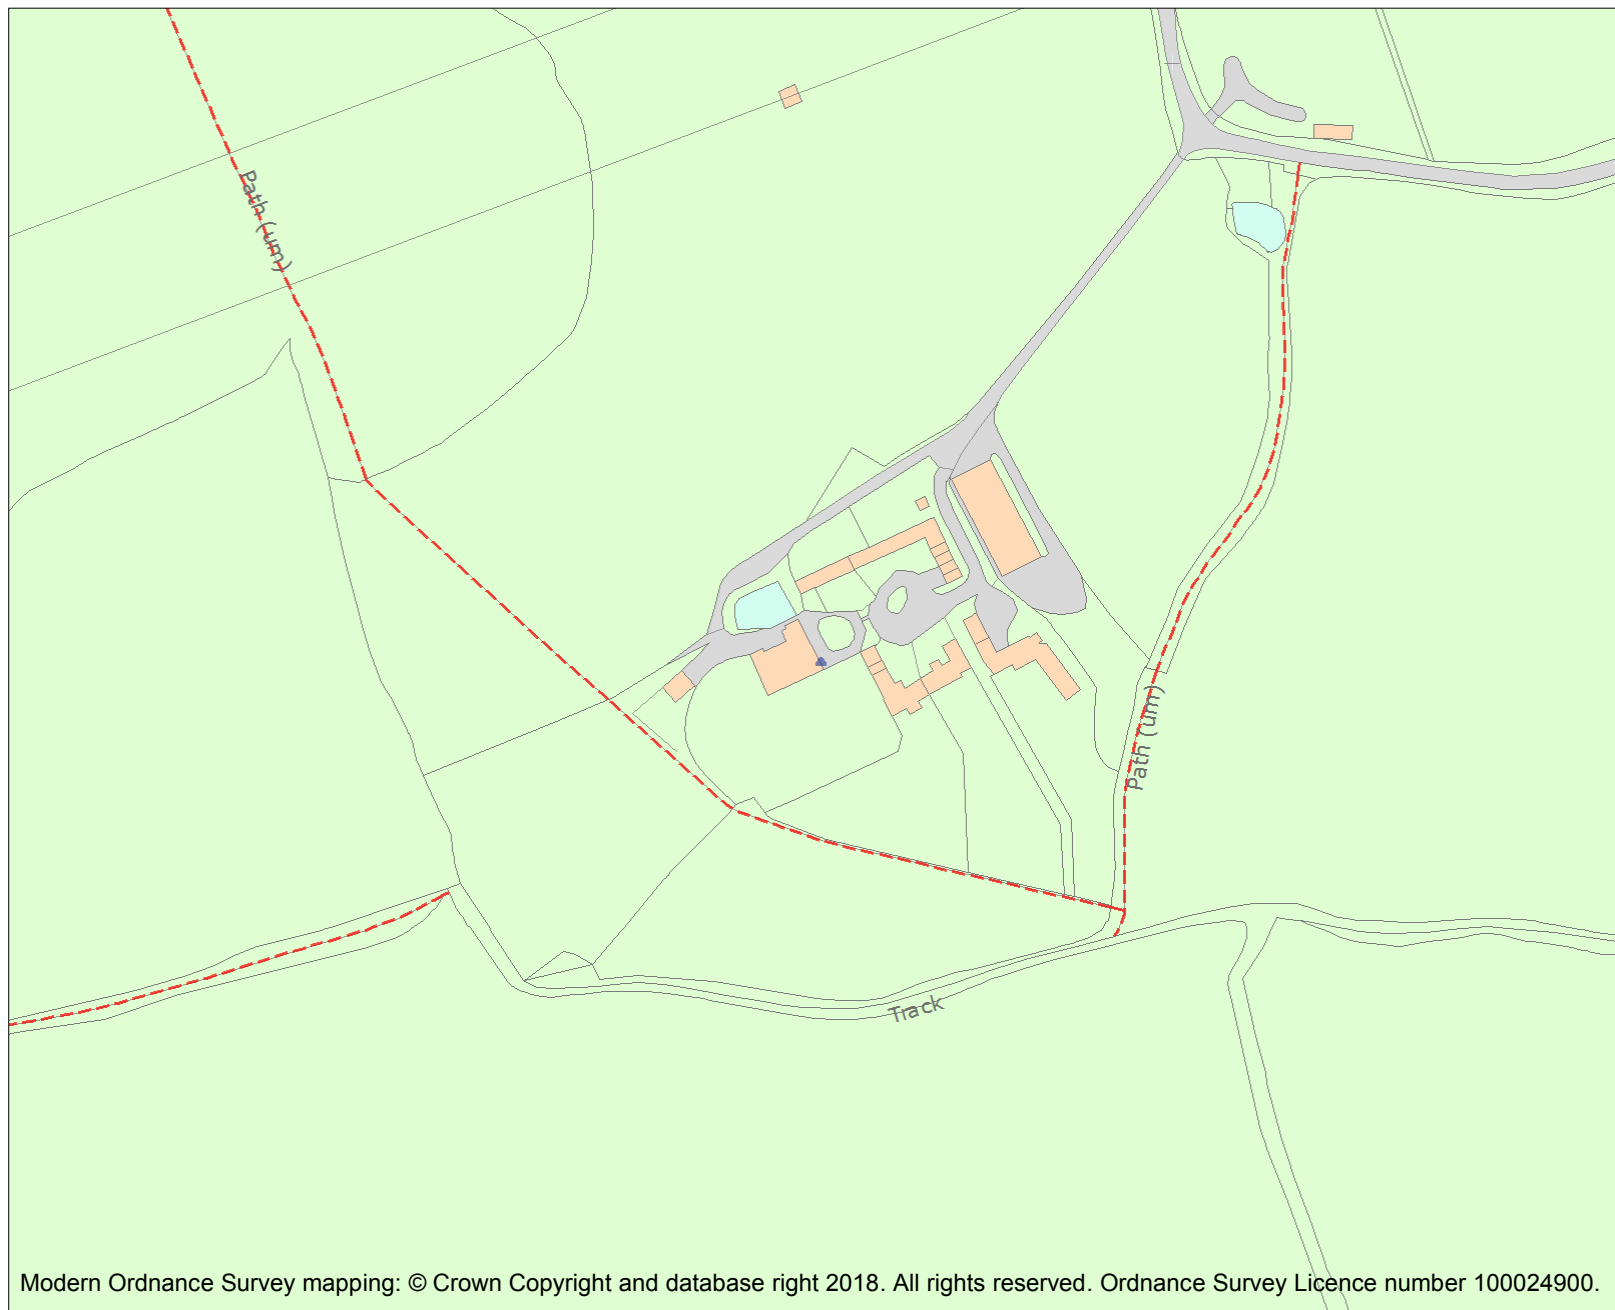 Path (um)
Path (um)
Track
Modern Ordnance Survey mapping: © Crown Copyright and database right 2018. All rights reserved. Ordnance Survey Licence number 100024900.